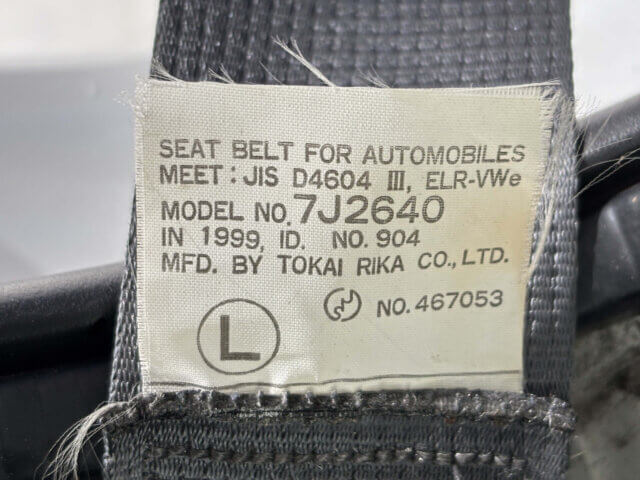 SEAT BELT FOR AUTOMOBILES
MEET : JIS D4604 III, ELR-VWe
MODEL NO. 7J2640
IN 1999, ID. NO. 904
MFD. BY TOKAI RIKA CO., LTD.
NO. 467053
L